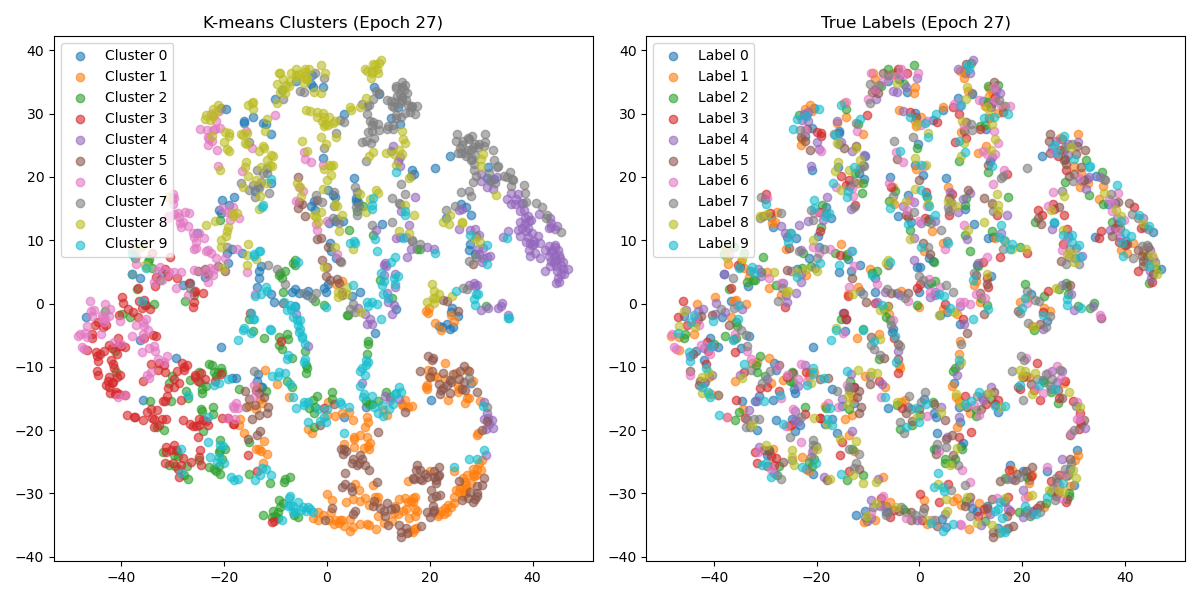 K-means Clusters (Epoch 27)
40
30
20
10
0
−10
−20
−30
−40
−40
−20
0
20
40
Cluster 0
Cluster 1
Cluster 2
Cluster 3
Cluster 4
Cluster 5
Cluster 6
Cluster 7
Cluster 8
Cluster 9
True Labels (Epoch 27)
40
30
20
10
0
−10
−20
−30
−40
−40
−20
0
20
40
Label 0
Label 1
Label 2
Label 3
Label 4
Label 5
Label 6
Label 7
Label 8
Label 9